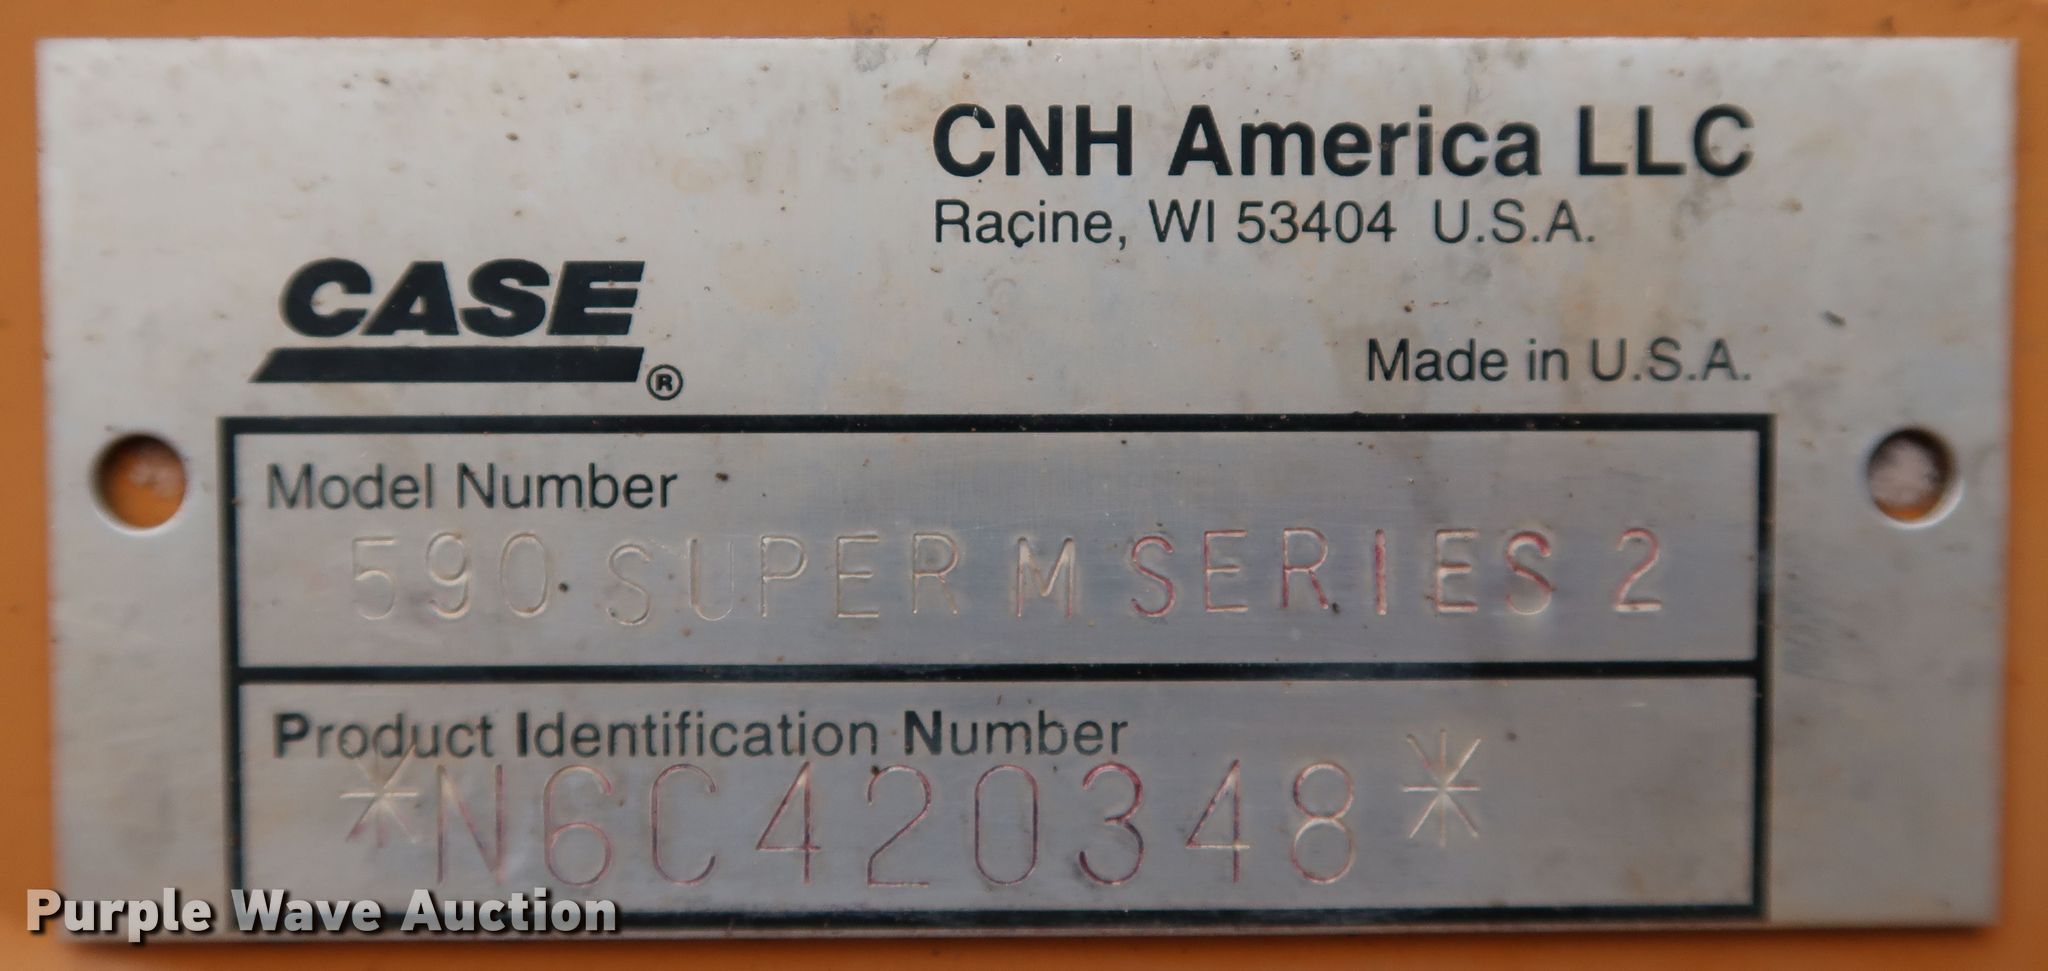 CNH America LLC
Racine, WI 53404 U.S.A.
CASE®
Made in U.S.A.
Model Number
590 SUPER M SERIES 2
Product Identification Number
*N6C420348*
Purple Wave Auction